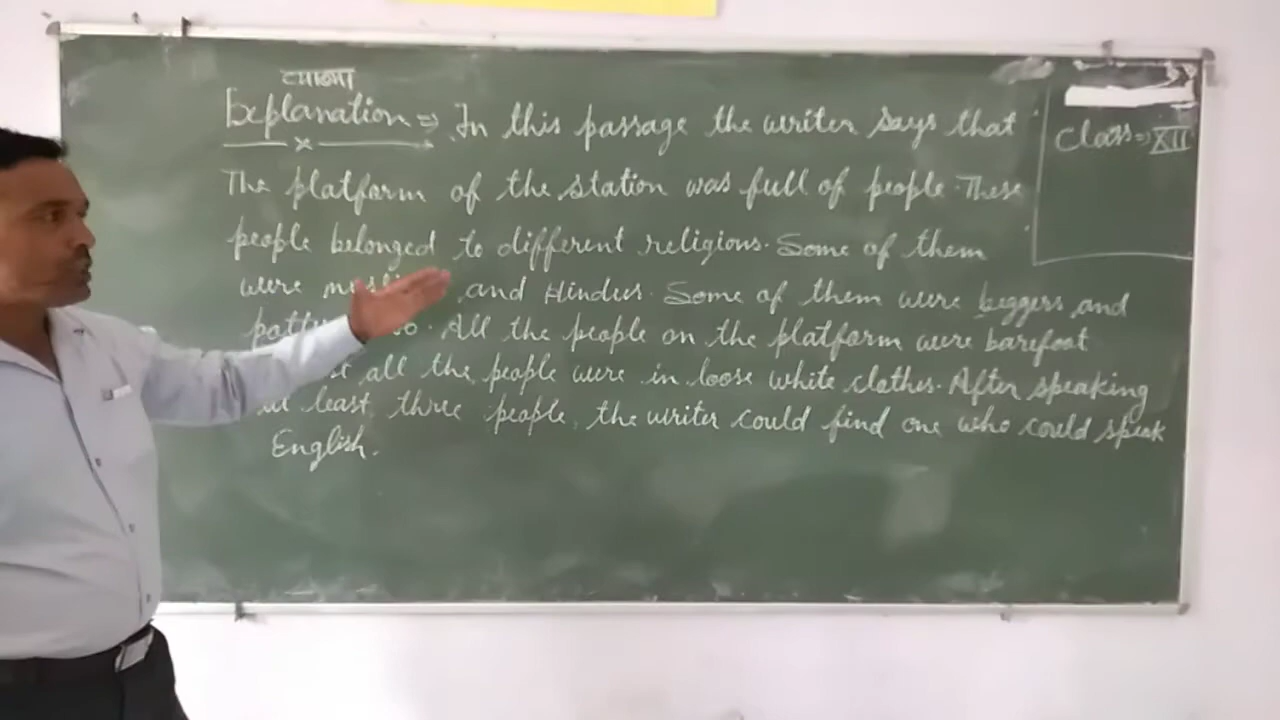 व्याख्या
Explanation ⇒ In this passage the writer says that
The platform of the station was full of people. These
people belonged to different religions. Some of them
were and Hindus. Some of them were beggers and
All the people on the platform were barefoot
all the people were in loose white clothes. After speaking
at least three people, the writer could find one who could speak
English.
Class ⇒ XII